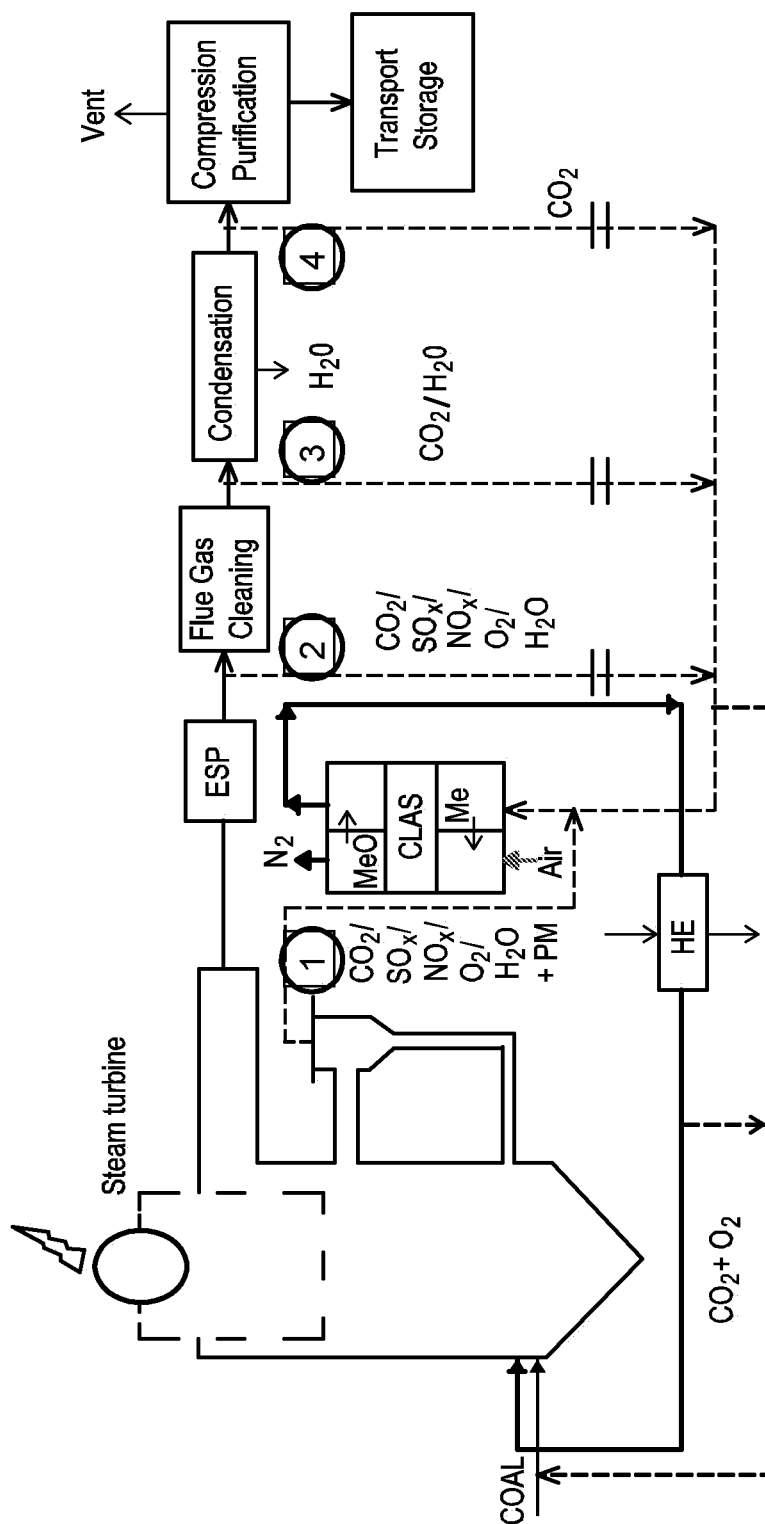 Steam turbine
COAL
CO2+ O2
HE
1
CO2/
SOx/
NOx/
O2/
H2O
+ PM
N2
MeO
CLAS
Me
Air
ESP
2
CO2/
SOx/
NOx/
O2/
H2O
Flue Gas
Cleaning
3
CO2/H20
Condensation
H20
4
CO2
Vent
Compression
Purification
Transport
Storage